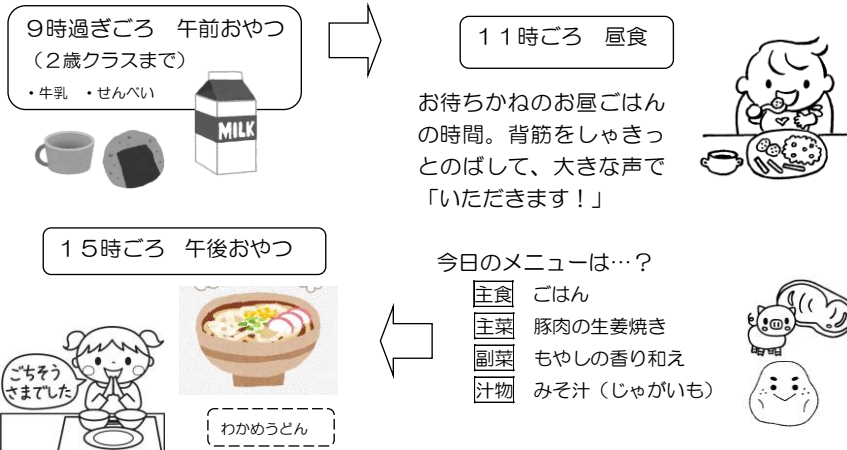 ９時過ぎごろ　午前おやつ
（２歳クラスまで）
・牛乳　・せんべい
MILK
１１時ごろ　昼食
お待ちかねのお昼ごはん
の時間。背筋をしゃきっ
とのばして、大きな声で
「いただきます！」
今日のメニューは…？
主食　ごはん
主菜　豚肉の生姜焼き
副菜　もやしの香り和え
汁物　みそ汁（じゃがいも）
１５時ごろ　午後おやつ
ごちそう
さまでした
わかめうどん